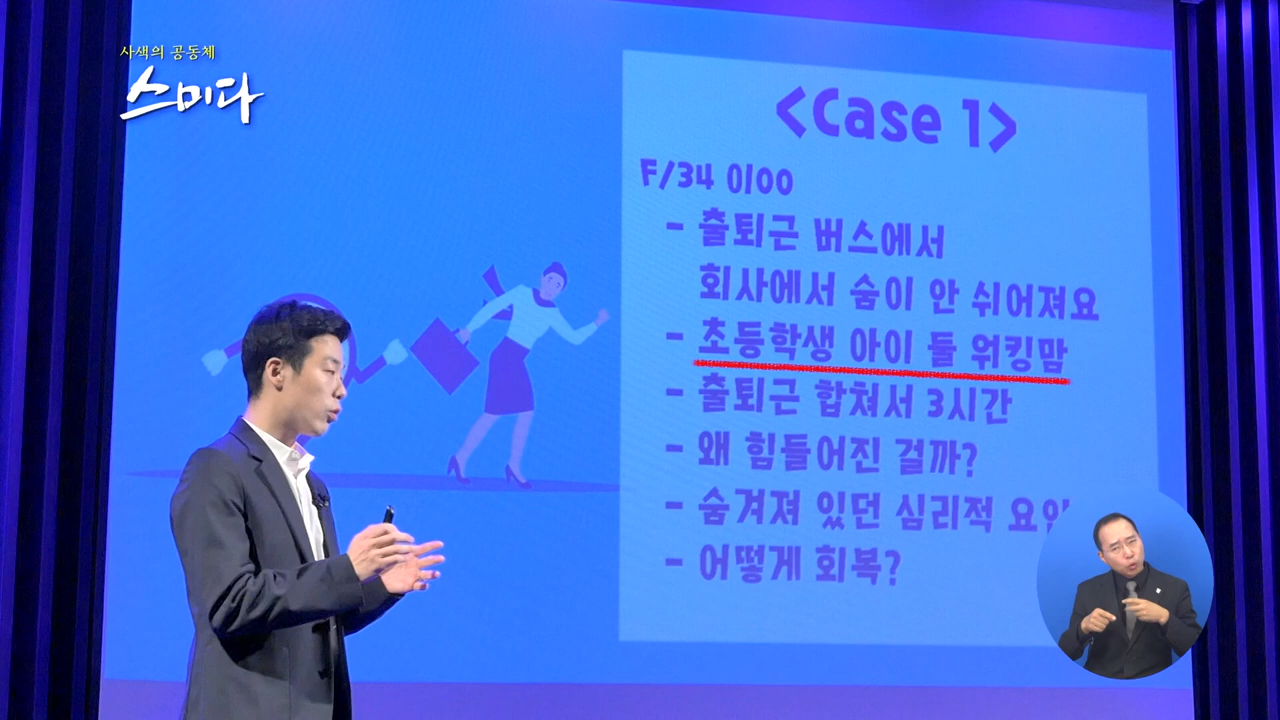 사색의 공동체
스미다
<Case 1>
F/34 이OO
- 출퇴근 버스에서
회사에서 숨이 안 쉬어져요
- 초등학생 아이 둘 워킹맘
- 출퇴근 합쳐서 3시간
- 왜 힘들어진 걸까?
- 숨겨져 있던 심리적 요인
- 어떻게 회복?